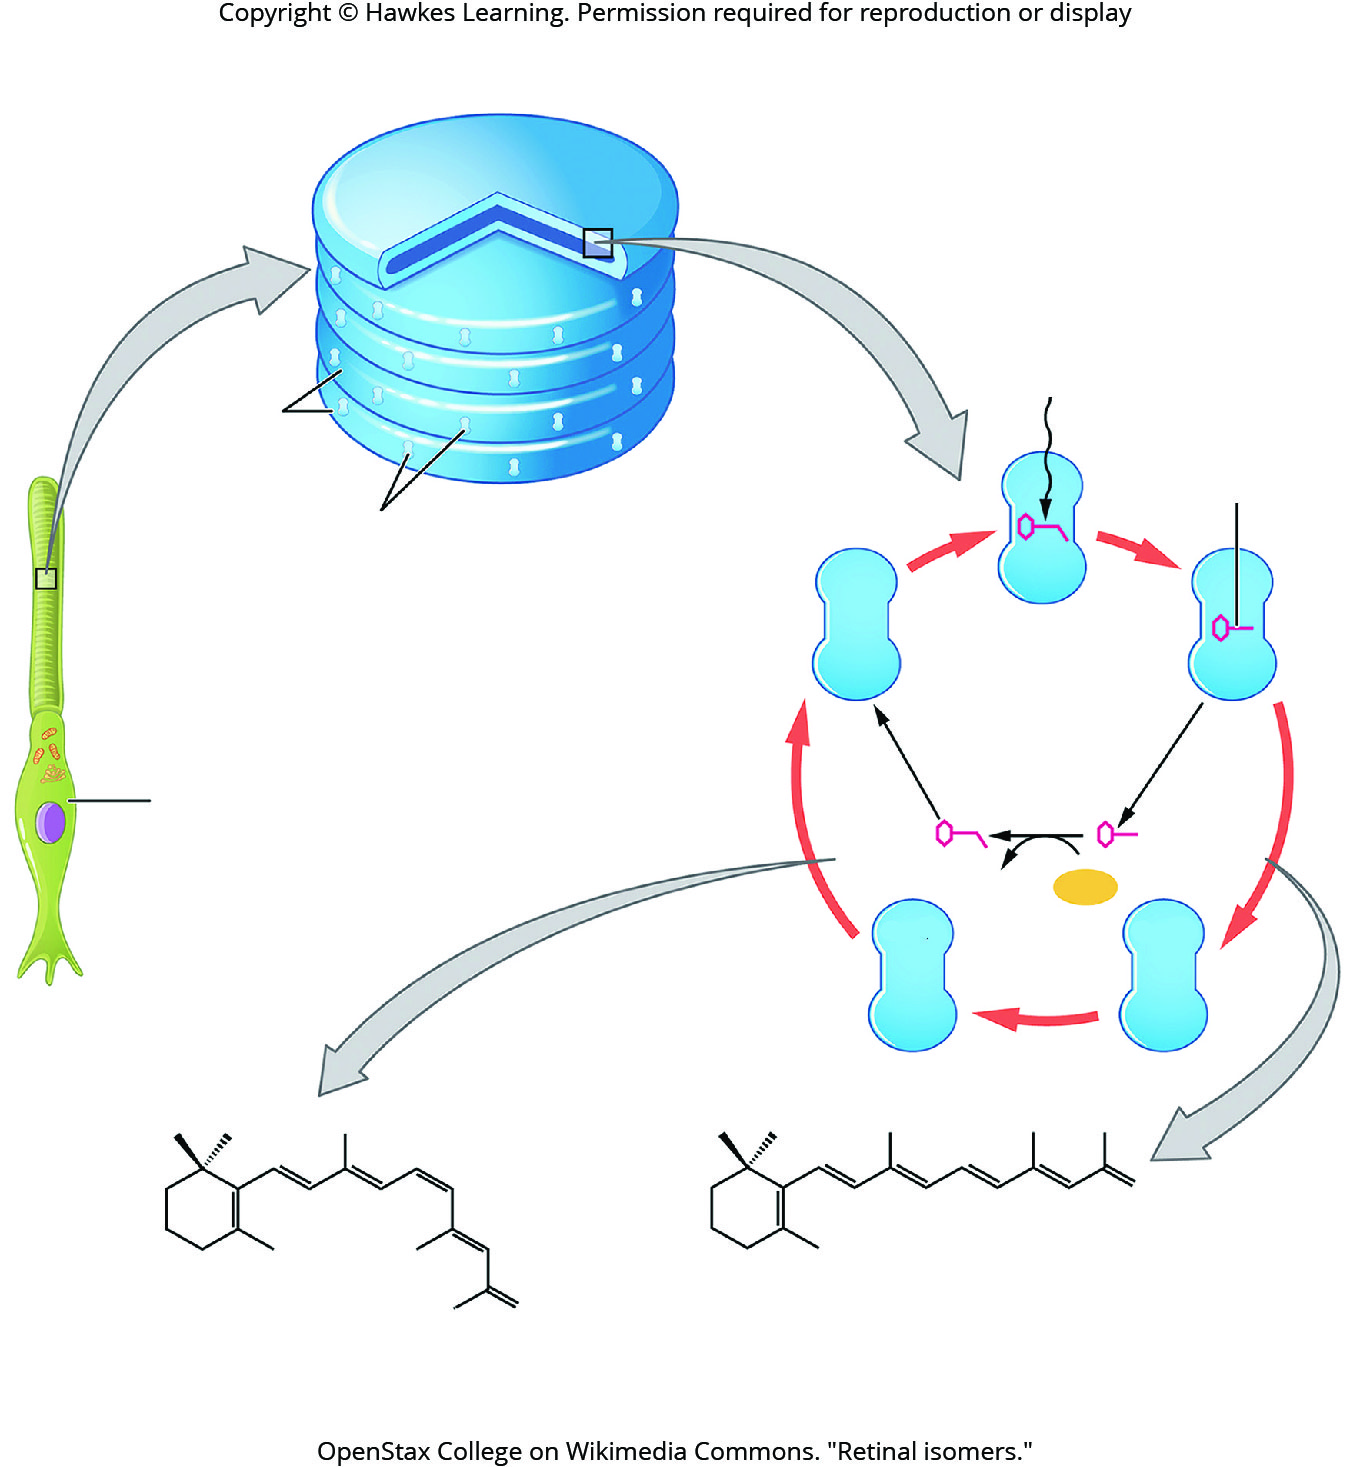 Copyright © Hawkes Learning. Permission required for reproduction or display
OpenStax College on Wikimedia Commons. "Retinal isomers."